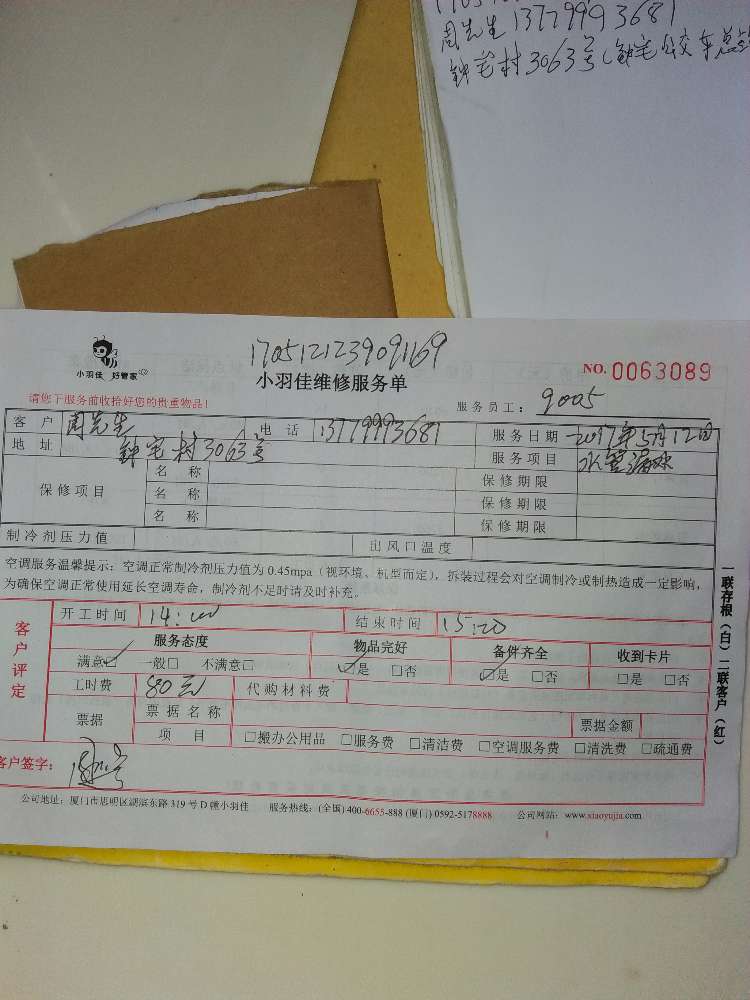 周先生 13779993681
钟宅村3063号(钟宅公交车总站
小羽佳 好管家
1705121239091169
小羽佳维修服务单
NO. 0063089
请您下服务前收拾好您的贵重物品!
服务员工: 9005
客户 周先生 电话 13779993681 服务日期 2017年5月12日
地址 钟宅村3063号 服务项目 水管漏水
保修项目 名称 保修期限
名称 保修期限
名称 保修期限
制冷剂压力值 出风口温度
空调服务温馨提示:空调正常制冷剂压力值为 0.45mpa(视环境、机型而定),拆装过程会对空调制冷或制热造成一定影响,
为确保空调正常使用延长空调寿命,制冷剂不足时请及时补充。
客户评定
开工时间 14:00 结束时间 15:20
服务态度 物品完好 备件齐全 收到卡片
满意☑ 一般□ 不满意□ ☑是 □否 ☑是 □否 □是 □否
工时费 80元 代购材料费
票据 票据名称 票据金额
项目 □搬办公用品 □服务费 □清洁费 □空调服务费 □清洗费 □疏通费
客户签字:
公司地址:厦门市思明区湖滨东路 319 号 D 幢小羽佳 服务热线:(全国)400-6655-888 (厦门) 0592-5178888 公司网站:www.xiaoyujia.com
一联存根(白)二联客户(红)